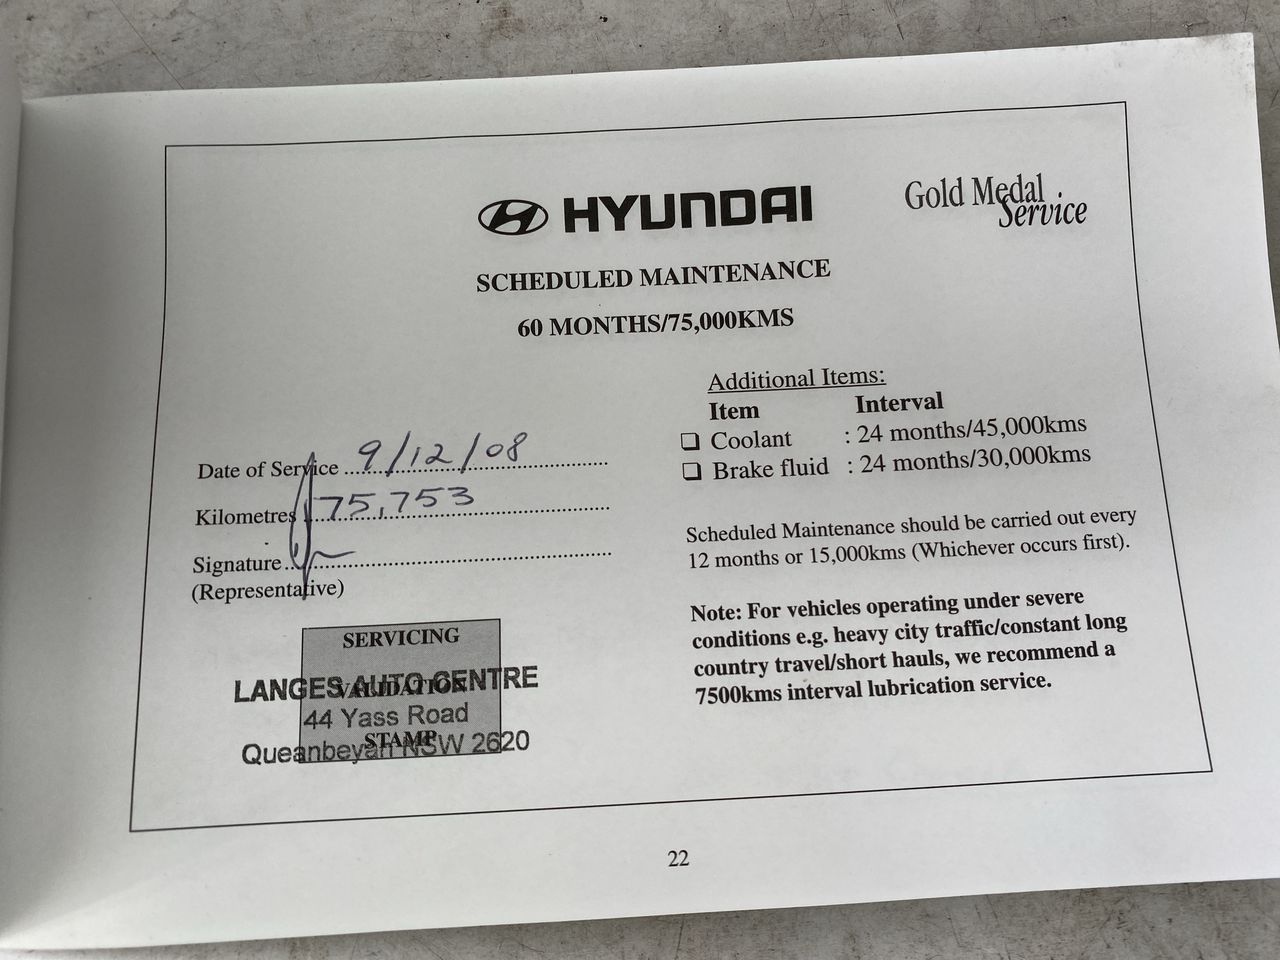 HYUNDAI
Gold Medal
Service
SCHEDULED MAINTENANCE
60 MONTHS/75,000KMS
Additional Items:
Item Interval
❏ Coolant : 24 months/45,000kms
❏ Brake fluid : 24 months/30,000kms
Date of Service 9/12/08
Kilometres 75,753
Signature
(Representative)
Scheduled Maintenance should be carried out every
12 months or 15,000kms (Whichever occurs first).
Note: For vehicles operating under severe
conditions e.g. heavy city traffic/constant long
country travel/short hauls, we recommend a
7500kms interval lubrication service.
SERVICING
VALIDATION
STAMP
LANGES AUTO CENTRE
44 Yass Road
Queanbeyan NSW 2620
22